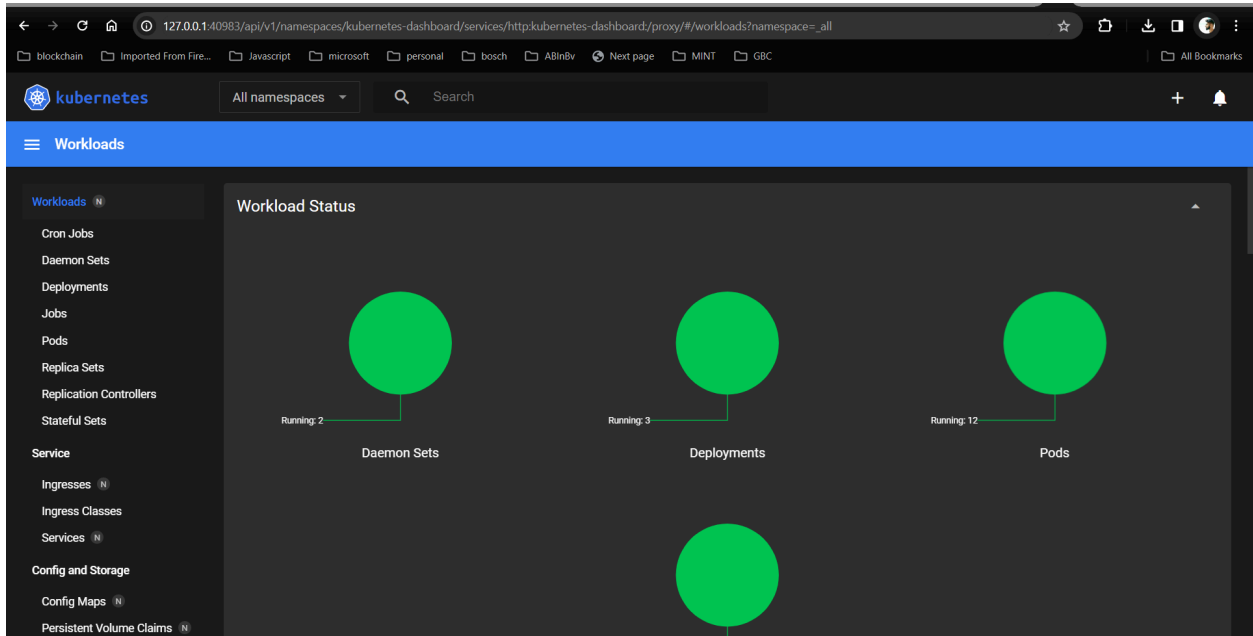 127.0.0.1:40983/api/v1/namespaces/kubernetes-dashboard/services/http:kubernetes-dashboard:/proxy/#/workloads?namespace=_all
blockchain Imported From Fire... Javascript microsoft personal bosch ABInBv Next page MINT GBC All Bookmarks
kubernetes All namespaces Search
Workloads
Workloads N
Cron Jobs
Daemon Sets
Deployments
Jobs
Pods
Replica Sets
Replication Controllers
Stateful Sets
Service
Ingresses N
Ingress Classes
Services N
Config and Storage
Config Maps N
Persistent Volume Claims N
Workload Status
Running: 2
Daemon Sets
Running: 3
Deployments
Running: 12
Pods